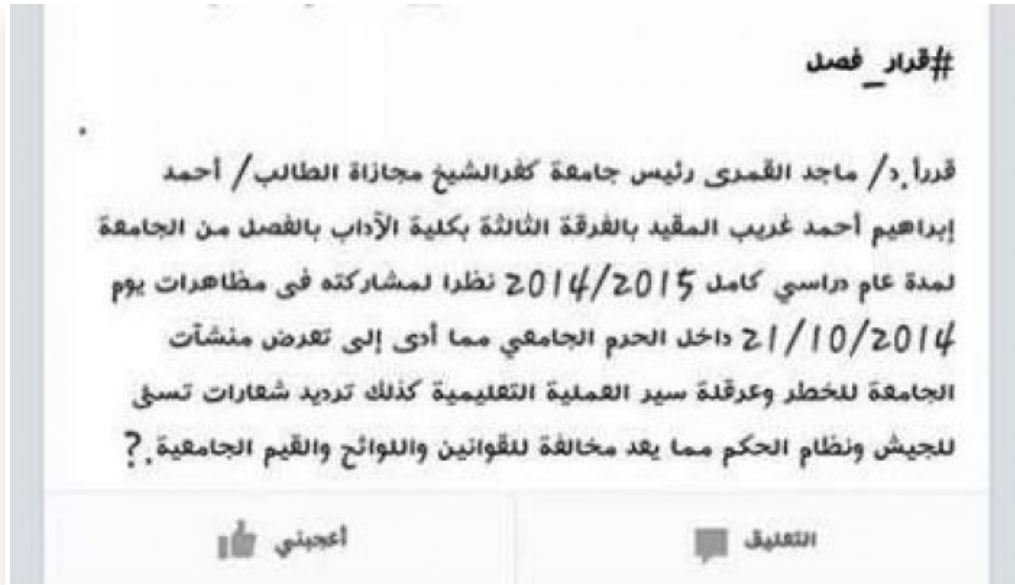 #قرار_فصل
قررأ.د/ ماجد القمرى رئيس جامعة كفرالشيخ مجازاة الطالب/ أحمد
إبراهيم أحمد غريب المقيد بالفرقة الثالثة بكلية الآداب بالفصل من الجامعة
لمدة عام دراسي كامل 2014/2015 نظرا لمشاركته فى مظاهرات يوم
21/10/2014 داخل الحرم الجامعي مما أدى إلى تعرض منشآت
الجامعة للخطر وعرقلة سير العملية التعليمية كذلك ترديد شعارات تسئ
للجيش ونظام الحكم مما يعد مخالفة للقوانين واللوائح والقيم الجامعية.?
التعليق
أعجبني